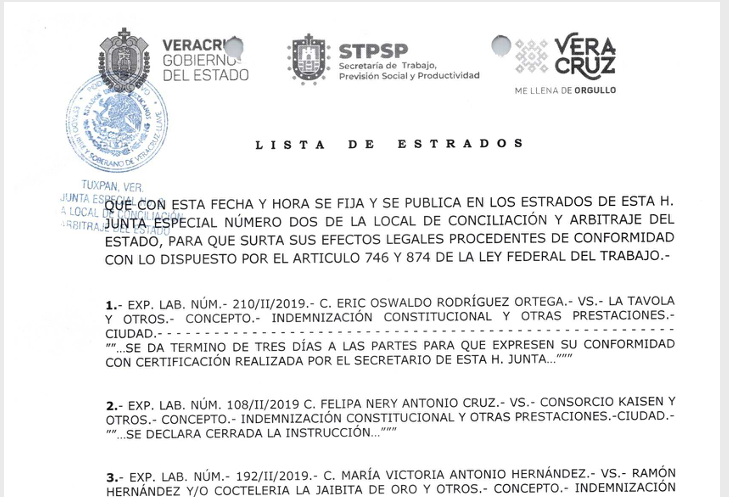 VERACRUZ
GOBIERNO
DEL ESTADO
STPSP
Secretaría de Trabajo,
Previsión Social y Productividad
VERA
CRUZ
ME LLENA DE ORGULLO
LISTA DE ESTRADOS
TUXPAN, VER.
JUNTA ESPECIAL
LOCAL DE CONCILIACIÓN
ARBITRAJE DEL ESTADO
QUE CON ESTA FECHA Y HORA SE FIJA Y SE PUBLICA EN LOS ESTRADOS DE ESTA H.
JUNTA ESPECIAL NÚMERO DOS DE LA LOCAL DE CONCILIACIÓN Y ARBITRAJE DEL
ESTADO, PARA QUE SURTA SUS EFECTOS LEGALES PROCEDENTES DE CONFORMIDAD
CON LO DISPUESTO POR EL ARTICULO 746 Y 874 DE LA LEY FEDERAL DEL TRABAJO.-
1.- EXP. LAB. NÚM.- 210/II/2019.- C. ERIC OSWALDO RODRÍGUEZ ORTEGA.- VS.- LA TAVOLA
Y OTROS.- CONCEPTO.- INDEMNIZACIÓN CONSTITUCIONAL Y OTRAS PRESTACIONES.-
CIUDAD.- - - - - - - - - - - - - - - - - - - - - - - - - - - - - - - - - - - - - - - - - - - - - - - - - - - - -
""…SE DA TERMINO DE TRES DÍAS A LAS PARTES PARA QUE EXPRESEN SU CONFORMIDAD
CON CERTIFICACIÓN REALIZADA POR EL SECRETARIO DE ESTA H. JUNTA…"""
2.- EXP. LAB. NÚM. 108/II/2019 C. FELIPA NERY ANTONIO CRUZ.- VS.- CONSORCIO KAISEN Y
OTROS.- CONCEPTO.- INDEMNIZACIÓN CONSTITUCIONAL Y OTRAS PRESTACIONES.-CIUDAD.-
""…SE DECLARA CERRADA LA INSTRUCCIÓN…"""
3.- EXP. LAB. NÚM.- 192/II/2019.- C. MARÍA VICTORIA ANTONIO HERNÁNDEZ.- VS.- RAMÓN
HERNÁNDEZ Y/O COCTELERIA LA JAIBITA DE ORO Y OTROS.- CONCEPTO.- INDEMNIZACIÓN